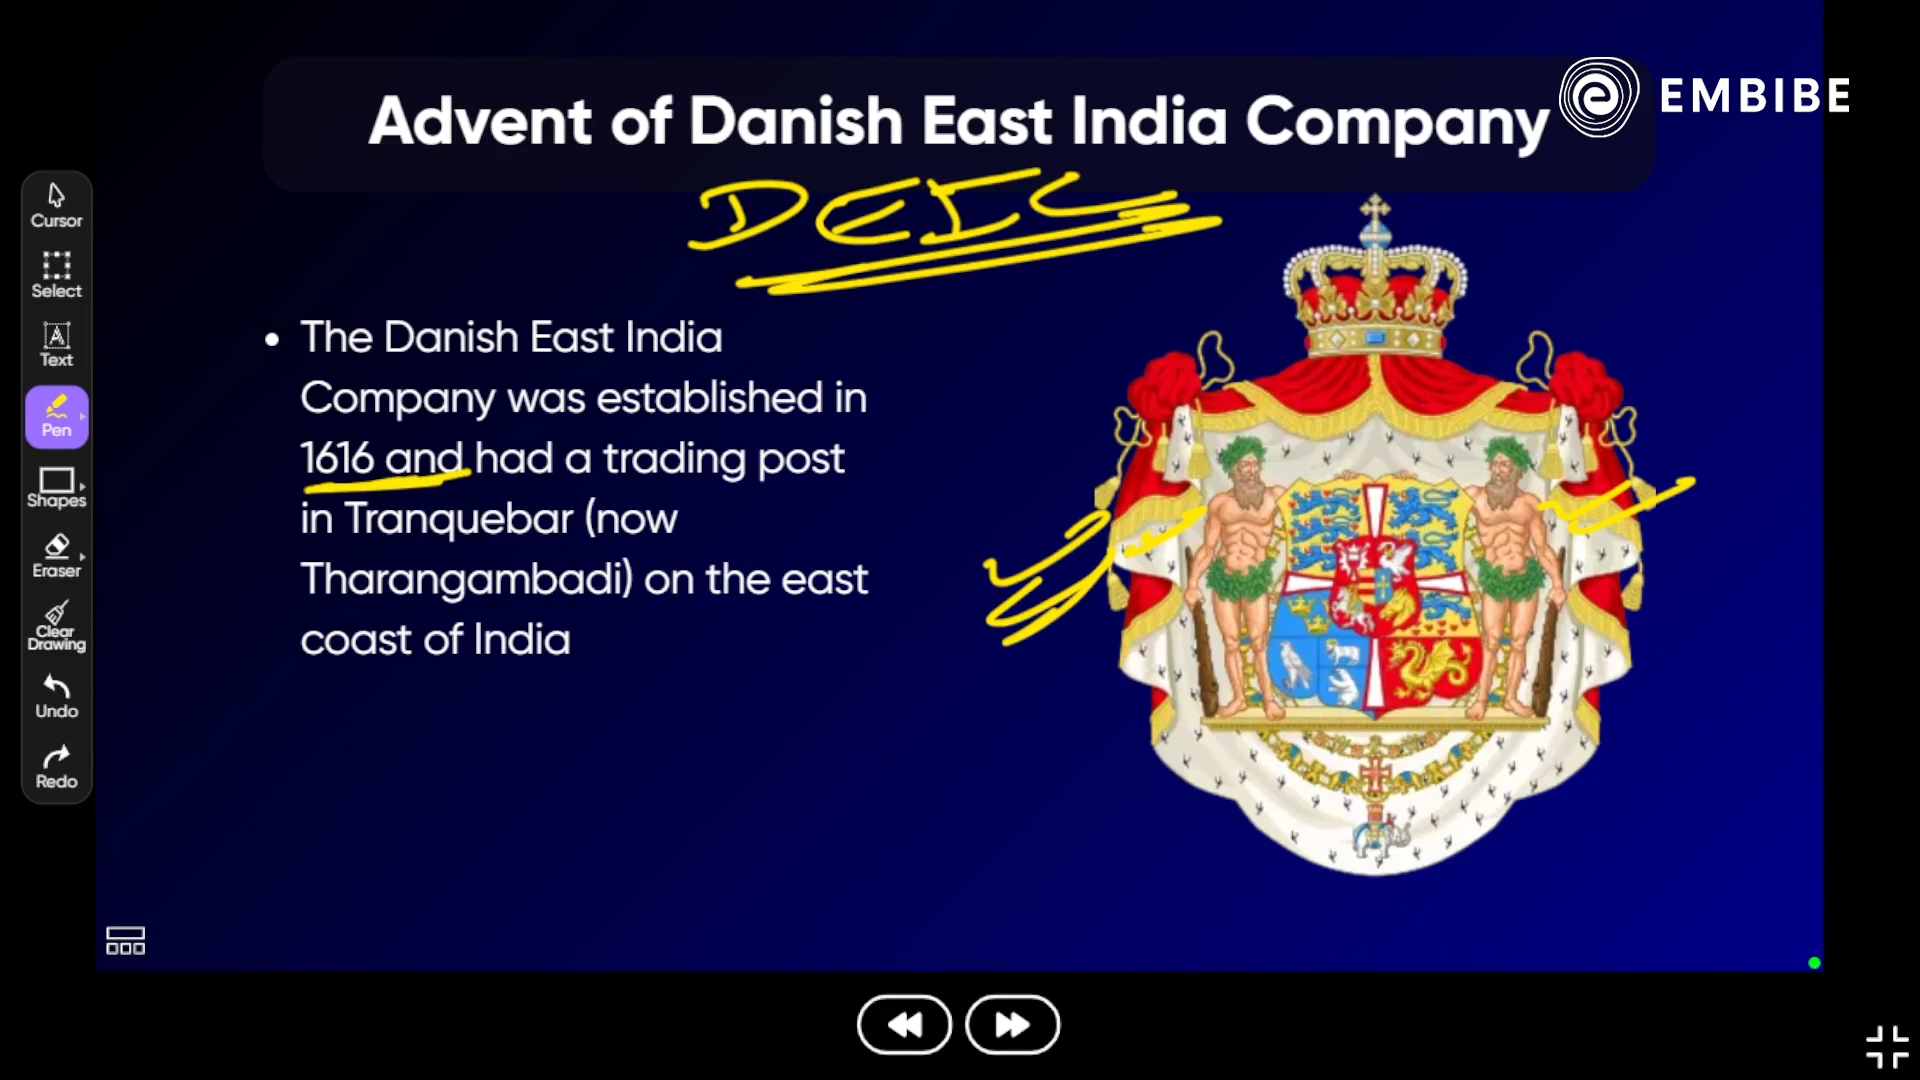 Advent of Danish East India Company
EMBIBE
DEIC
• The Danish East India
Company was established in
1616 and had a trading post
in Tranquebar (now
Tharangambadi) on the east
coast of India
Cursor
Select
Text
Pen
Shapes
Eraser
Clear
Drawing
Undo
Redo